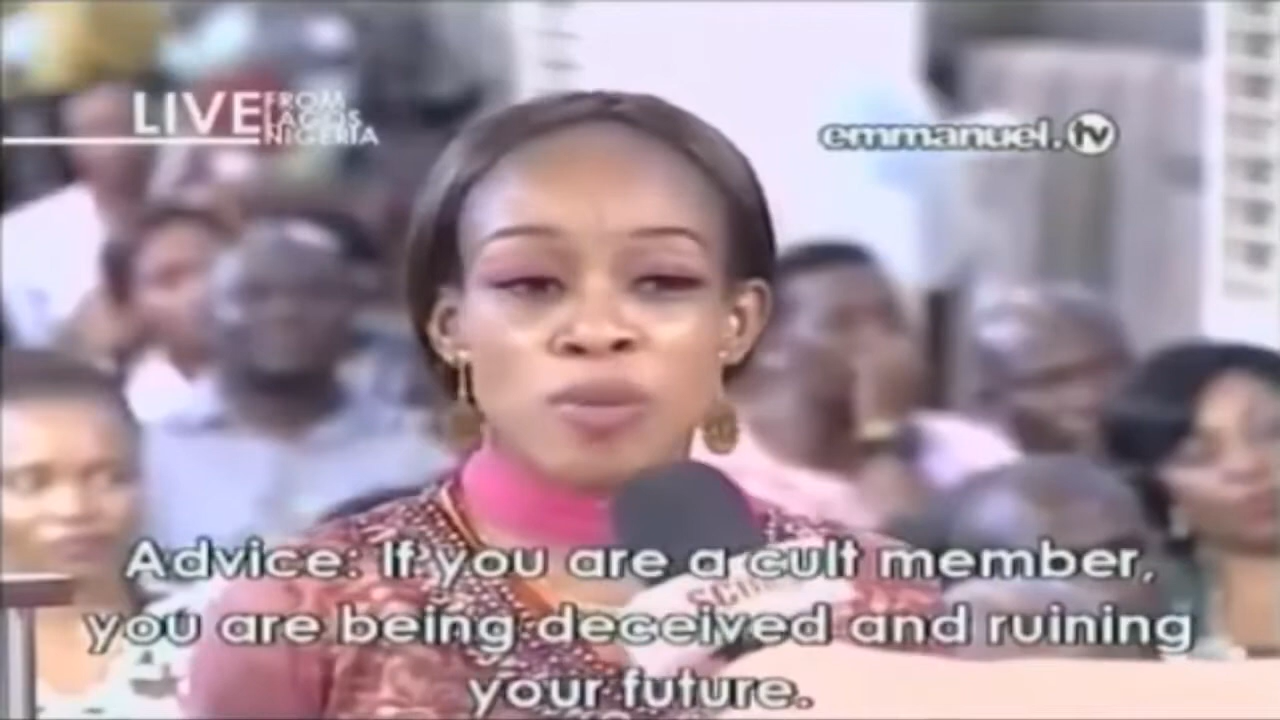 LIVE FROM
LAGOS
NIGERIA
emmanuel.tv
Advice: If you are a cult member,
you are being deceived and ruining
your future.